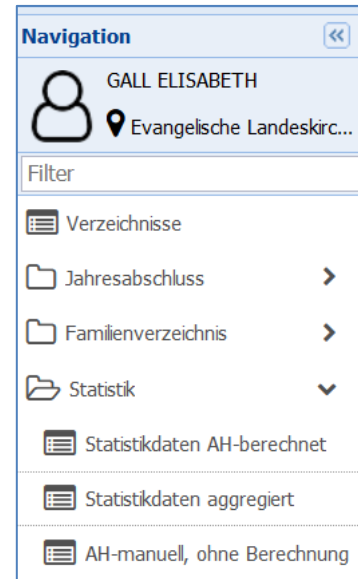 Navigation
GALL ELISABETH
Evangelische Landeskirc...
Filter
Verzeichnisse
Jahresabschluss
Familienverzeichnis
Statistik
Statistikdaten AH-berechnet
Statistikdaten aggregiert
AH-manuell, ohne Berechnung